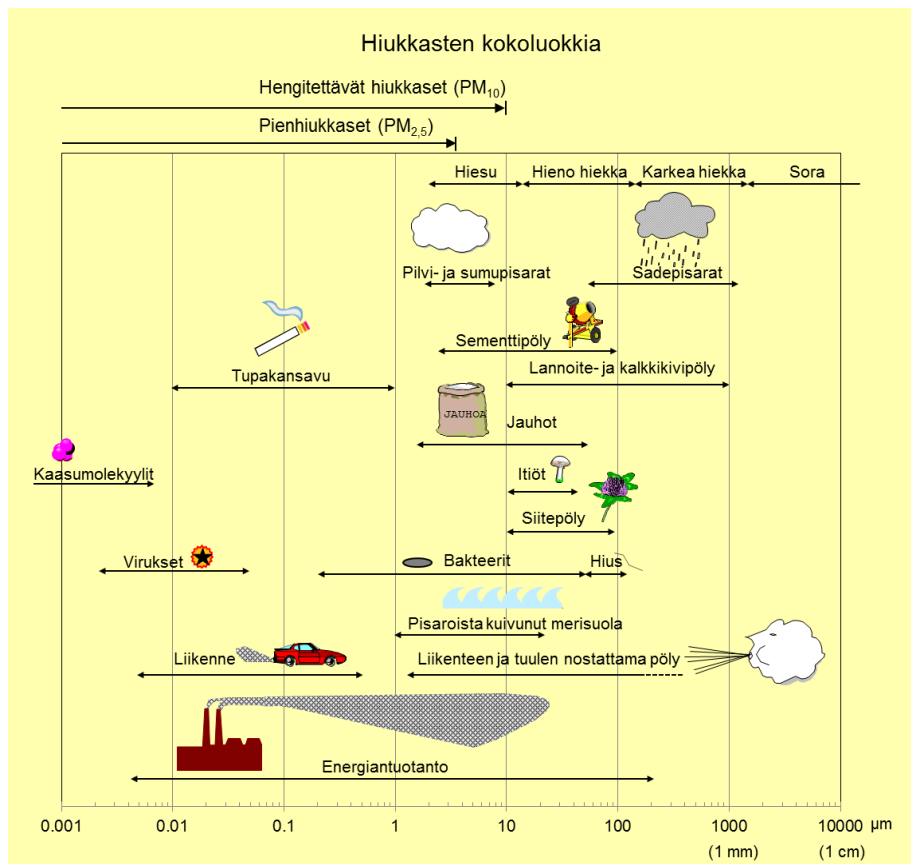 Hiukkasten kokoluokkia
Hengitettävät hiukkaset (PM10)
Pienhiukkaset (PM2,5)
Hiesu
Hieno hiekka
Karkea hiekka
Sora
Pilvi- ja sumupisarat
Sadepisarat
Sementtipöly
Tupakansavu
Lannoite- ja kalkkikivipöly
JAUHOA
Jauhot
Kaasumolekyylit
Itiöt
Siitepöly
Virukset
Bakteerit
Hius
Pisaroista kuivunut merisuola
Liikenne
Liikenteen ja tuulen nostattama pöly
Energiantuotanto
0.001 0.01 0.1 1 10 100 1000 10000 µm
(1 mm) (1 cm)